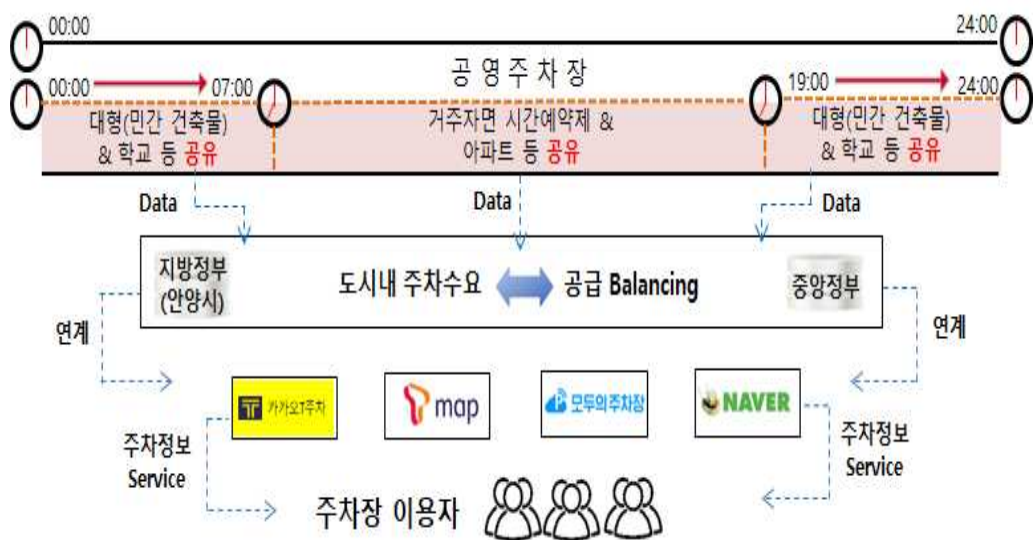 00:00
24:00
공 영 주 차 장
00:00
07:00
19:00
24:00
대형(민간 건축물)
& 학교 등 공유
거주자면 시간예약제 &
아파트 등 공유
대형(민간 건축물)
& 학교 등 공유
Data
Data
Data
지방정부
(안양시)
도시내 주차수요
공급 Balancing
중앙정부
연계
연계
T 카카오T주차
T map
P 모두의주차장
NAVER
주차정보
Service
주차정보
Service
주차장 이용자